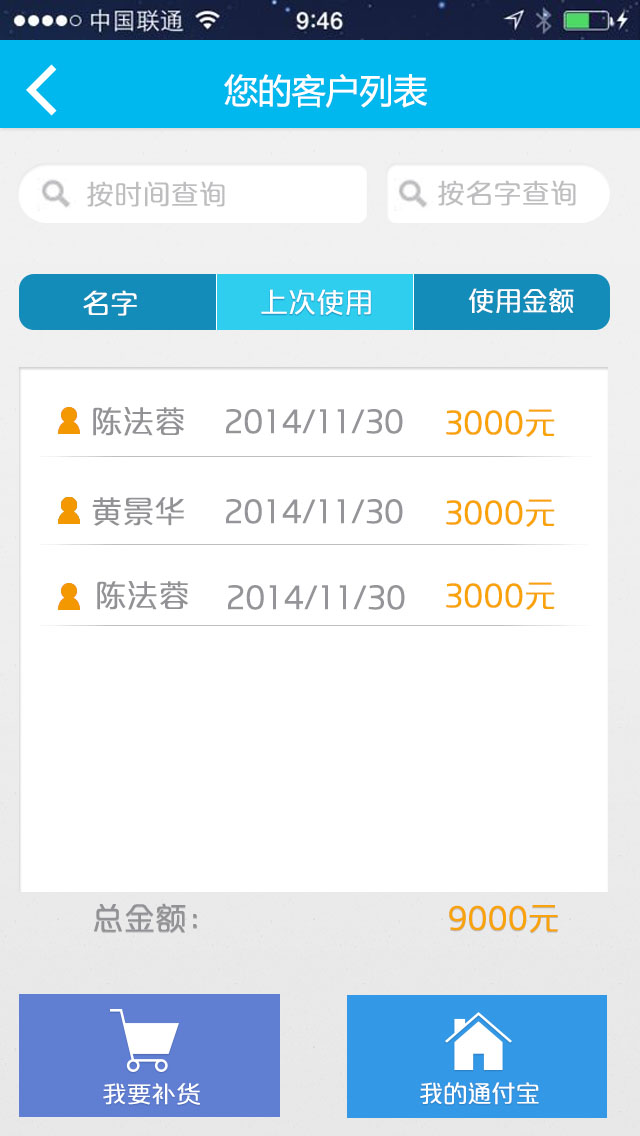 中国联通 9:46
您的客户列表
按时间查询 按名字查询
名字 上次使用 使用金额
陈法蓉 2014/11/30 3000元
黄景华 2014/11/30 3000元
陈法蓉 2014/11/30 3000元
总金额: 9000元
我要补货 我的通付宝